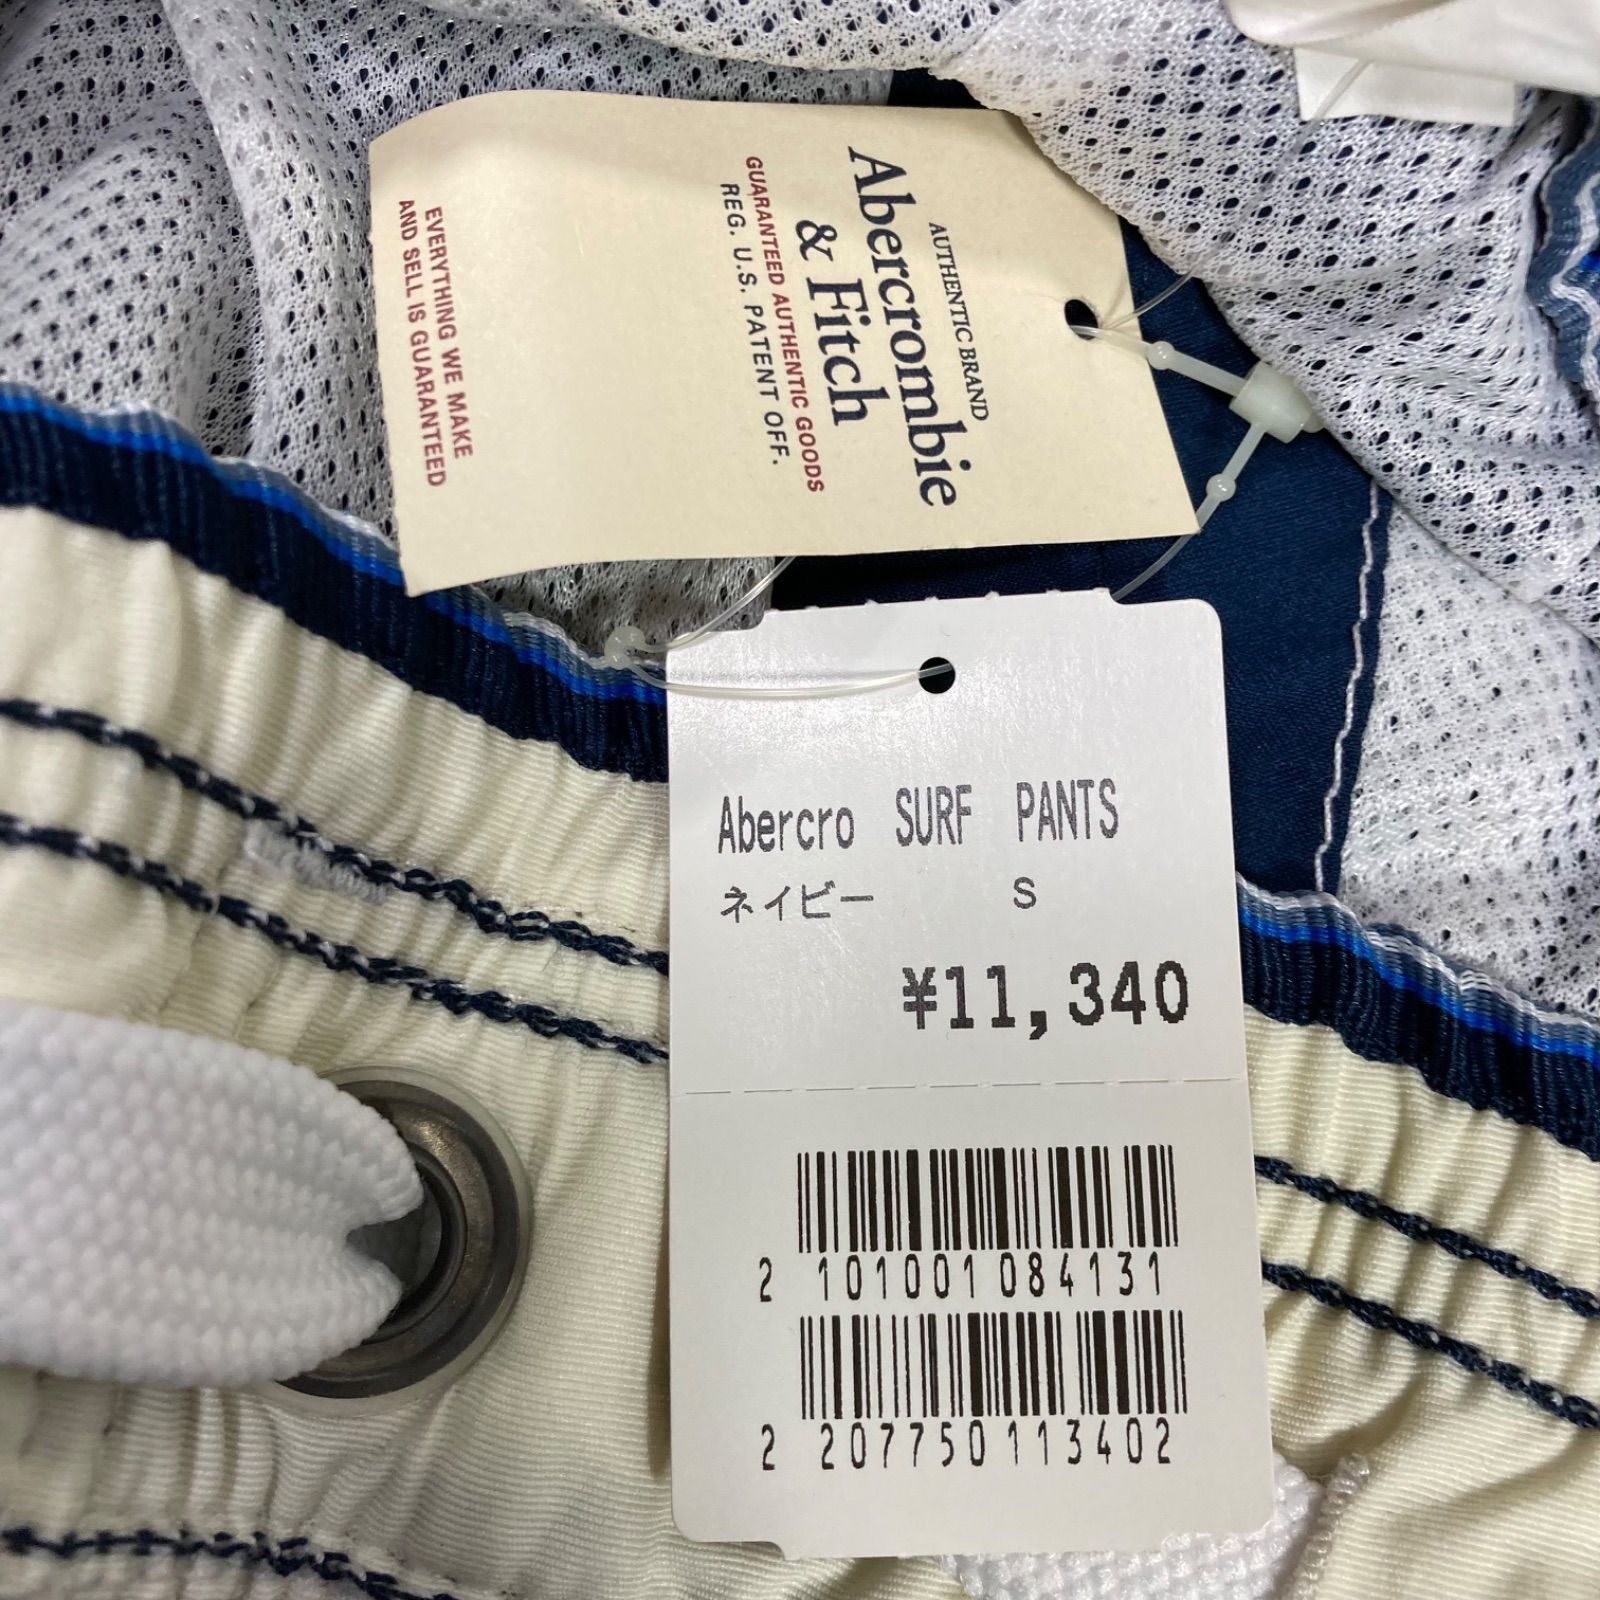 AUTHENTIC BRAND
Abercrombie
& Fitch
GUARANTEED AUTHENTIC GOODS
REG. U.S. PATENT OFF.
EVERYTHING WE MAKE
AND SELL IS GUARANTEED
Abercro SURF PANTS
ネイビー S
¥11,340
2 101001 084131
2 207750 113402